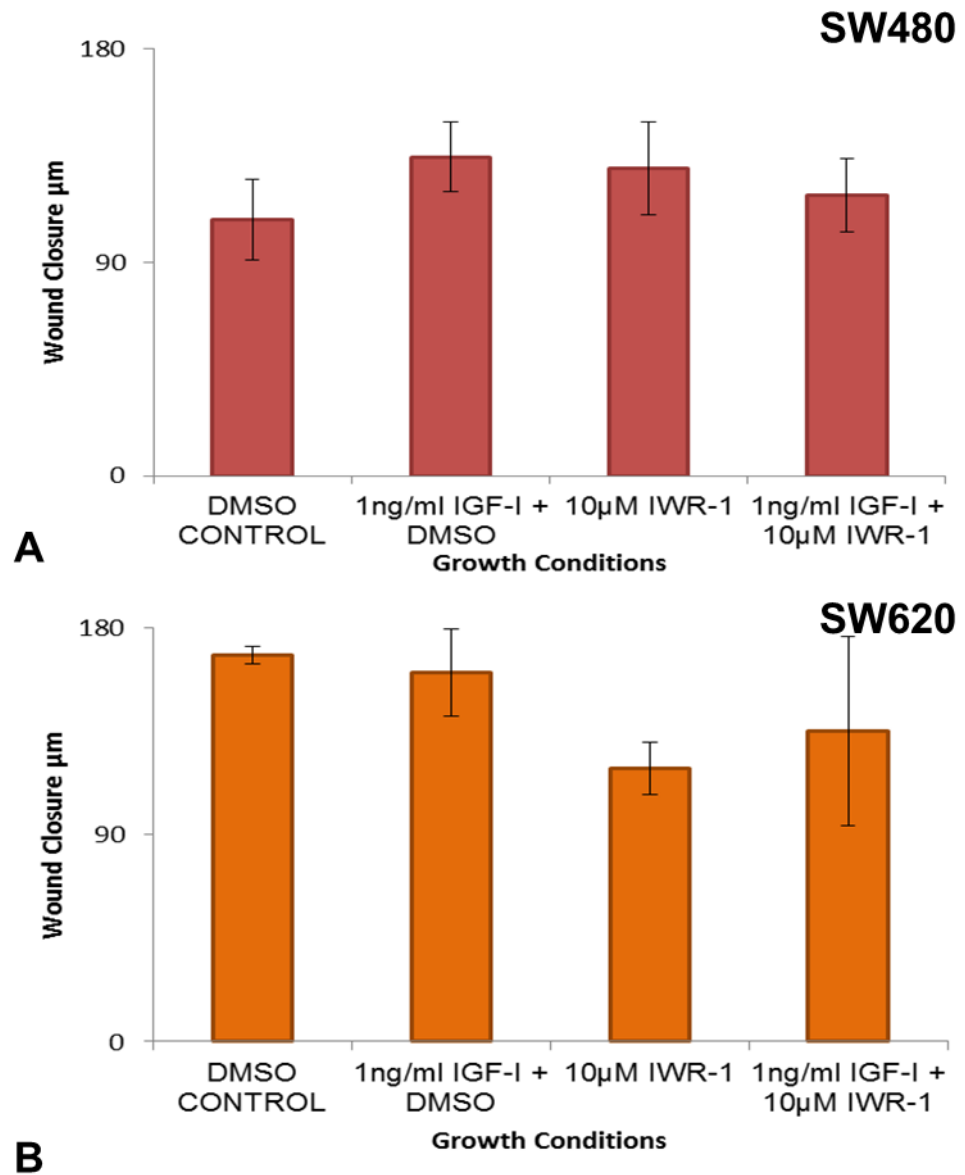 SW480
180
90
0
Wound Closure µm
DMSO CONTROL
1ng/ml IGF-I + DMSO
10µM IWR-1
1ng/ml IGF-I + 10µM IWR-1
Growth Conditions
A
SW620
180
90
0
Wound Closure µm
DMSO CONTROL
1ng/ml IGF-I + DMSO
10µM IWR-1
1ng/ml IGF-I + 10µM IWR-1
Growth Conditions
B